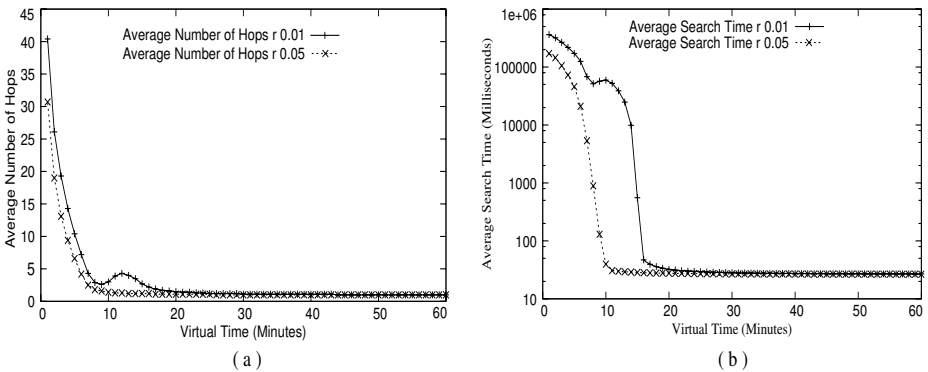 45
40
35
30
25
20
15
10
5
0
Average Number of Hops
Average Number of Hops r 0.01
Average Number of Hops r 0.05
0 10 20 30 40 50 60
Virtual Time (Minutes)
(a)
1e+06
100000
10000
1000
100
10
Average Search Time (Milliseconds)
Average Search Time r 0.01
Average Search Time r 0.05
0 10 20 30 40 50 60
Virtual Time (Minutes)
(b)